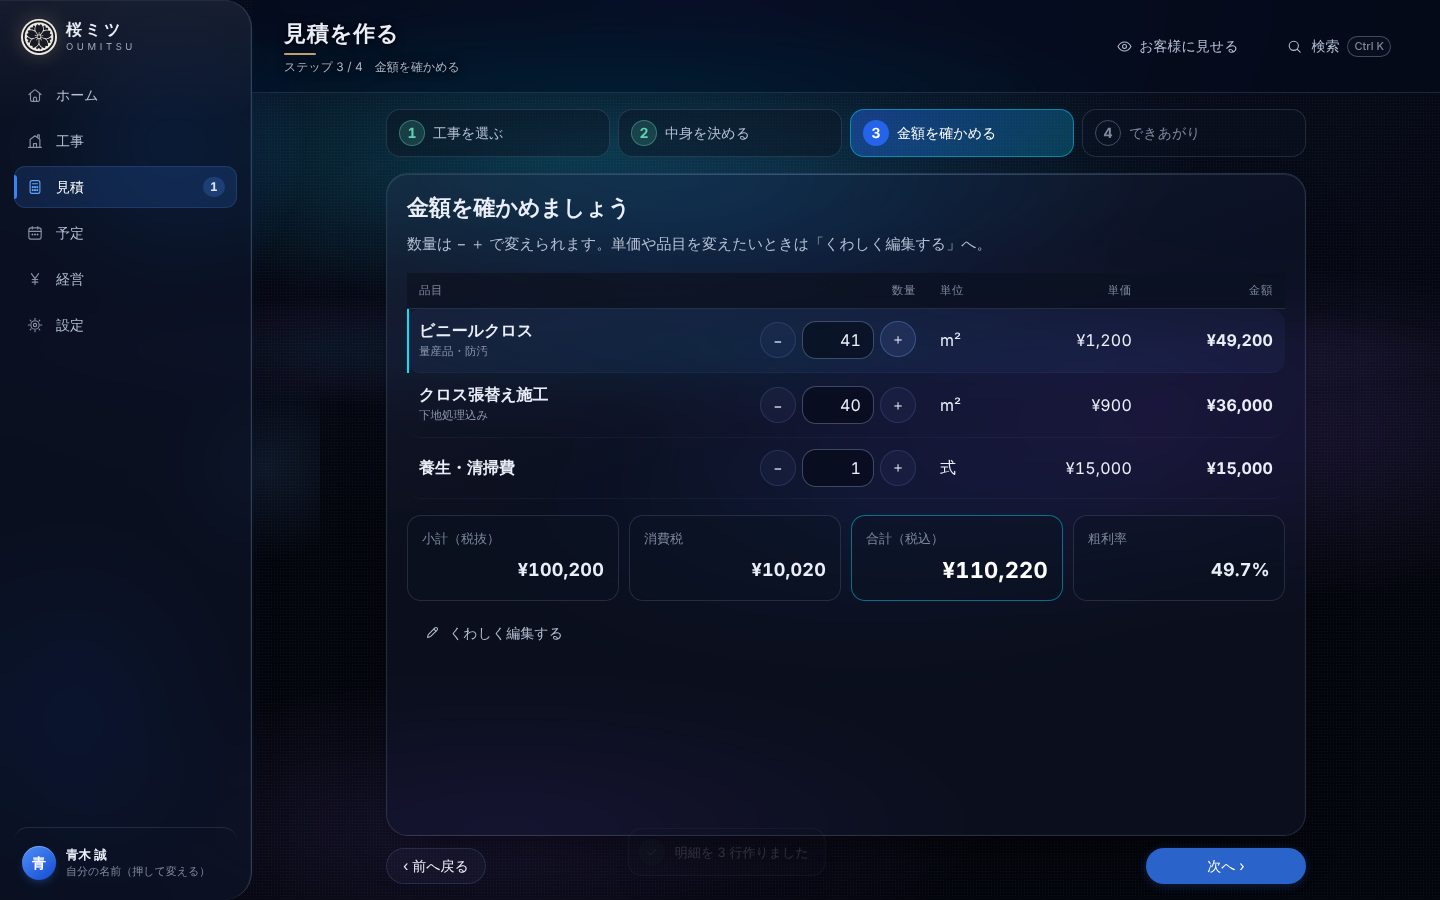 桜ミツ
OUMITSU
ホーム
工事
見積 1
予定
経営
設定
青 青木 誠
自分の名前（押して変える）
見積を作る
ステップ 3 / 4 金額を確かめる
お客様に見せる
検索 Ctrl K
1 工事を選ぶ
2 中身を決める
3 金額を確かめる
4 できあがり
金額を確かめましょう
数量は − ＋ で変えられます。単価や品目を変えたいときは「くわしく編集する」へ。
品目 数量 単位 単価 金額
ビニールクロス
量産品・防汚
− 41 + m² ¥1,200 ¥49,200
クロス張替え施工
下地処理込み
− 40 + m² ¥900 ¥36,000
養生・清掃費 − 1 + 式 ¥15,000 ¥15,000
小計（税抜）
¥100,200
消費税
¥10,020
合計（税込）
¥110,220
粗利率
49.7%
くわしく編集する
明細を 3 行作りました
‹ 前へ戻る
次へ ›